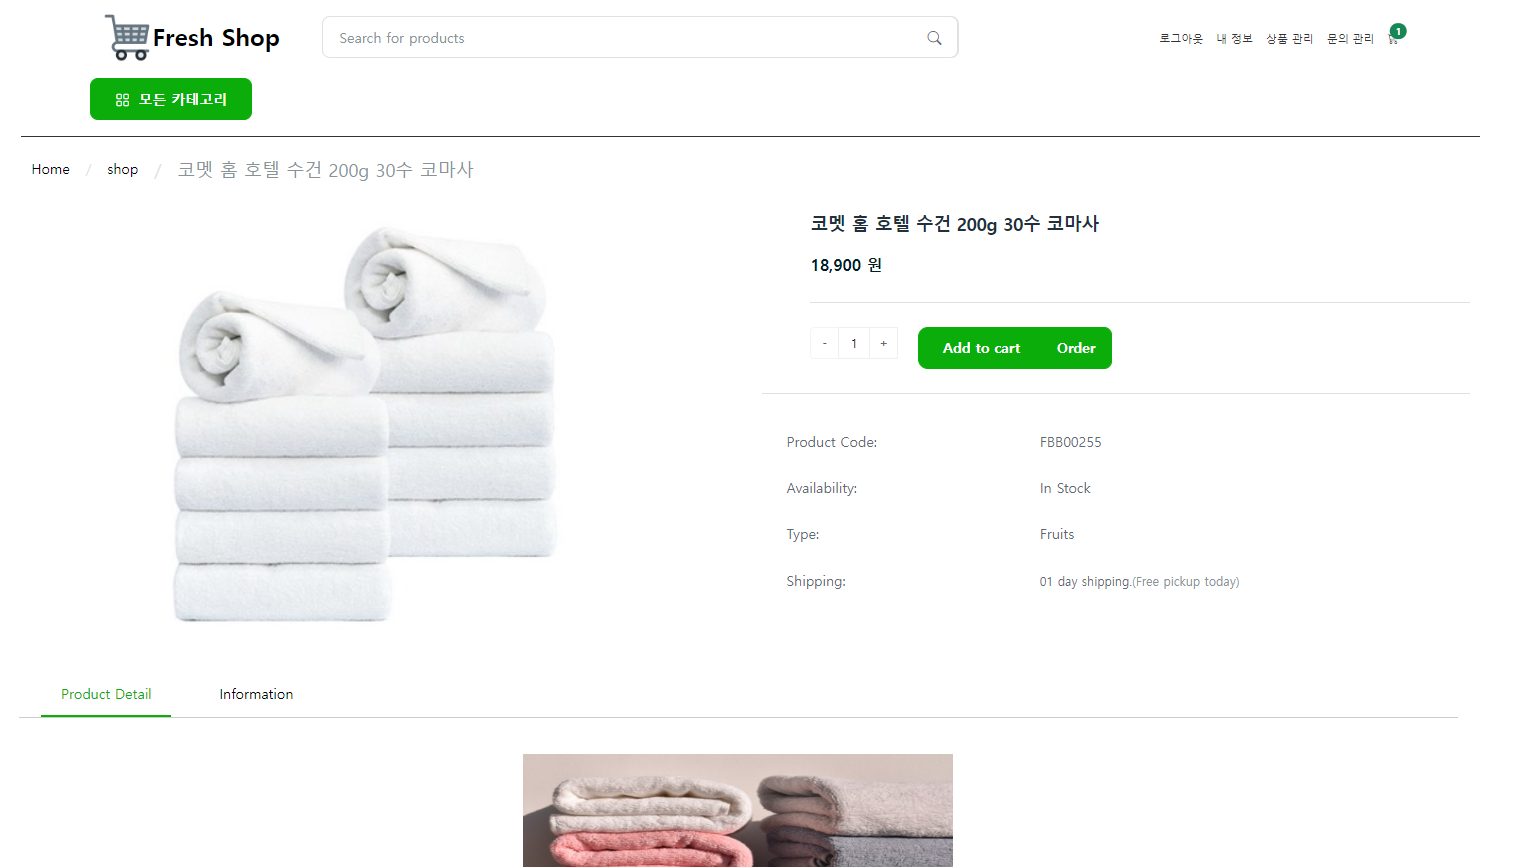 Fresh Shop
Search for products
로그아웃 내 정보 상품 관리 문의 관리 1
모든 카테고리
Home / shop / 코멧 홈 호텔 수건 200g 30수 코마사
코멧 홈 호텔 수건 200g 30수 코마사
18,900 원
- 1 +
Add to cart Order
Product Code: FBB00255
Availability: In Stock
Type: Fruits
Shipping: 01 day shipping.(Free pickup today)
Product Detail Information